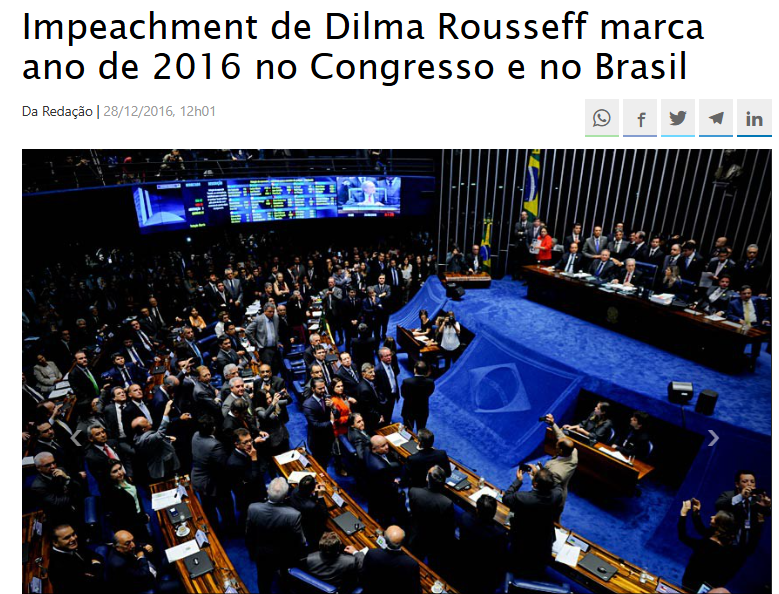 Impeachment de Dilma Rousseff marca
ano de 2016 no Congresso e no Brasil
Da Redação | 28/12/2016, 12h01